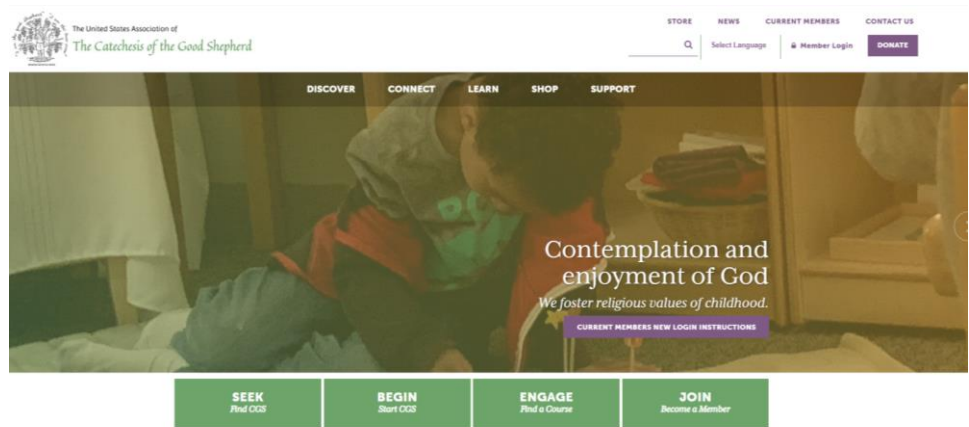 The United States Association of
The Catechesis of the Good Shepherd
STORE NEWS CURRENT MEMBERS CONTACT US
Select Language Member Login DONATE
DISCOVER CONNECT LEARN SHOP SUPPORT
Contemplation and
enjoyment of God
We foster religious values of childhood.
CURRENT MEMBERS NEW LOGIN INSTRUCTIONS
SEEK BEGIN ENGAGE JOIN
Find CGS Start CGS Find a Course Become a Member